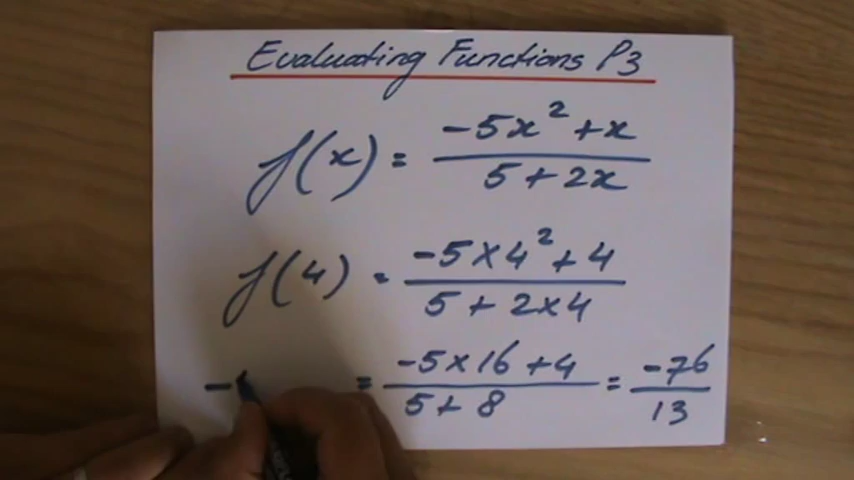 Evaluating Functions P3
f(x) = -5x²+x / 5+2x
f(4) = -5×4²+4 / 5+2×4
= -5×16+4 / 5+8 = -76 / 13